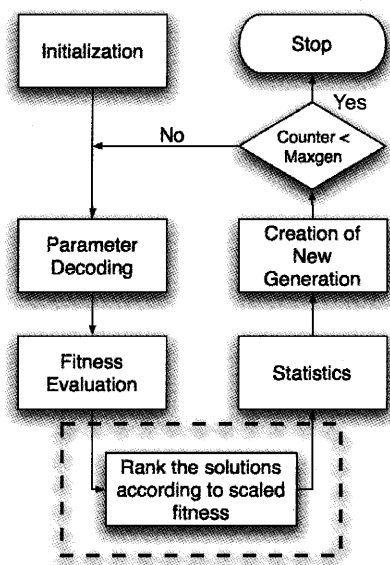 Initialization
Stop
Yes
No
Counter <
Maxgen
Parameter
Decoding
Creation of
New
Generation
Fitness
Evaluation
Statistics
Rank the solutions
according to scaled
fitness